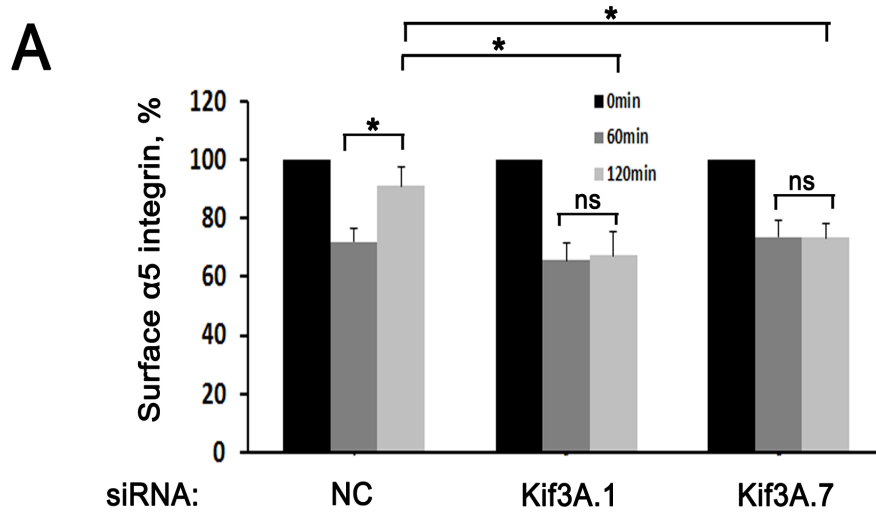 A
*
*
Surface α5 integrin, %
120
100
80
60
40
20
0
0min
60min
120min
*
ns
ns
siRNA: NC Kif3A.1 Kif3A.7